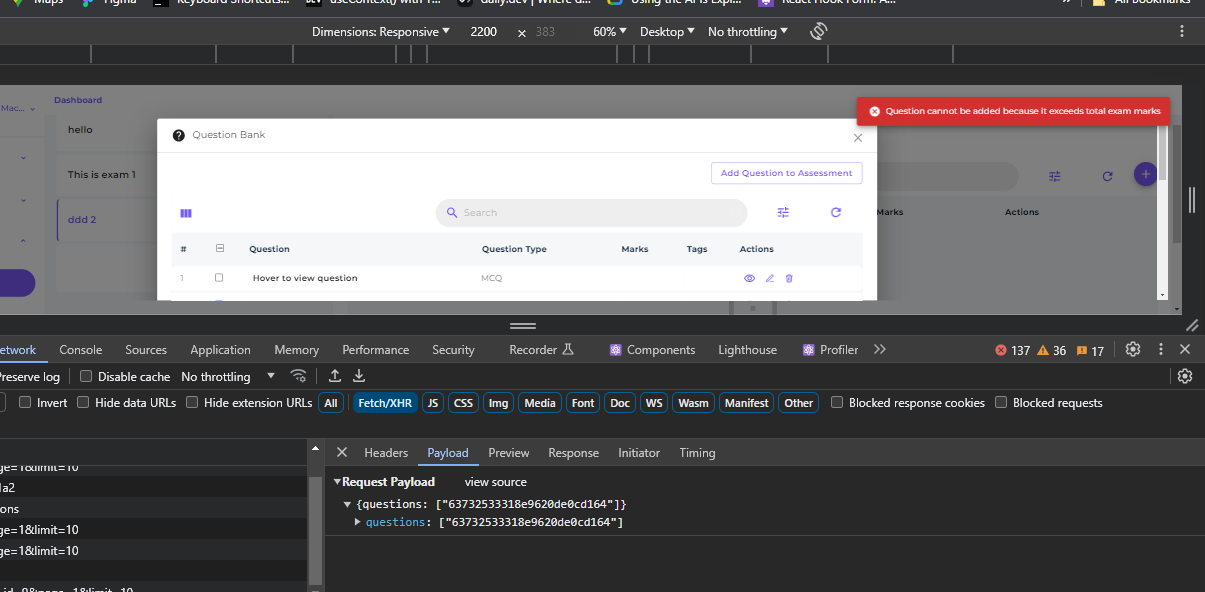 Maps
Figma
Keyboard Shortcuts...
useContext() with T...
daily.dev | Where d...
Using the APIs Expl...
React Hook Form: A...
All Bookmarks
Dimensions: Responsive 2200 × 383 60% Desktop No throttling
Mac... Dashboard
Question cannot be added because it exceeds total exam marks
hello
Question Bank
This is exam 1
Add Question to Assessment
ddd 2
Search
Marks Actions
# Question Question Type Marks Tags Actions
1 Hover to view question MCQ
etwork Console Sources Application Memory Performance Security Recorder Components Lighthouse Profiler 137 36 17
Preserve log Disable cache No throttling
Invert Hide data URLs Hide extension URLs All Fetch/XHR JS CSS Img Media Font Doc WS Wasm Manifest Other Blocked response cookies Blocked requests
Headers Payload Preview Response Initiator Timing
ge=1&limit=10
Request Payload view source
1a2
{questions: ["63732533318e9620de0cd164"]}
ons
questions: ["63732533318e9620de0cd164"]
ge=1&limit=10
ge=1&limit=10